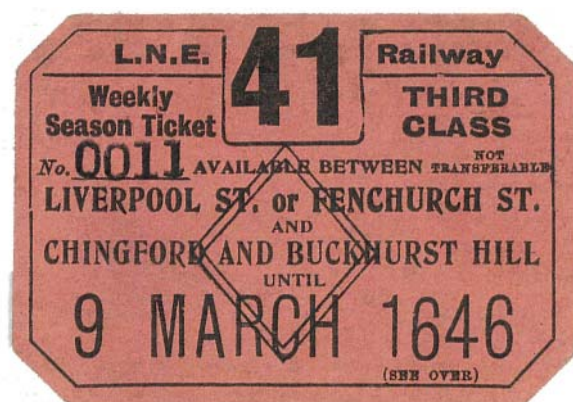 L.N.E. 41 Railway
Weekly THIRD
Season Ticket CLASS
No. 0011 AVAILABLE BETWEEN NOT TRANSFERABLE
LIVERPOOL ST. or FENCHURCH ST.
AND
CHINGFORD AND BUCKHURST HILL
UNTIL
9 MARCH 1646
(SEE OVER)